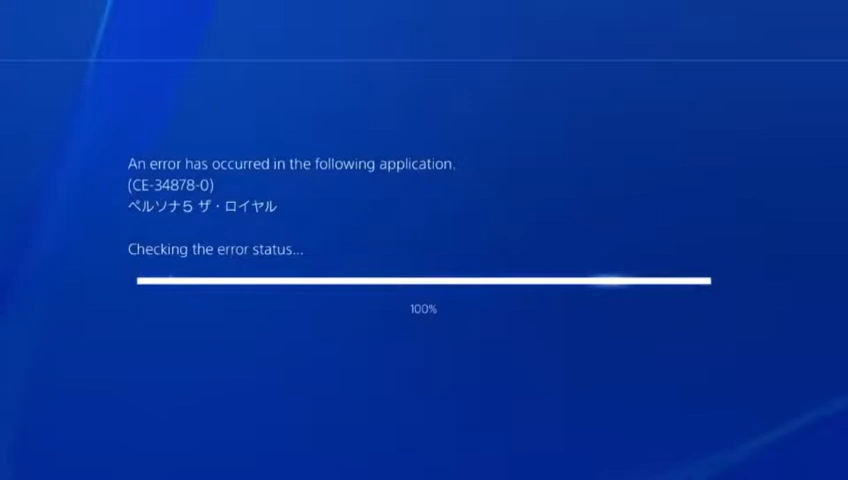 An error has occurred in the following application.
(CE-34878-0)
ペルソナ5 ザ・ロイヤル
Checking the error status...
100%